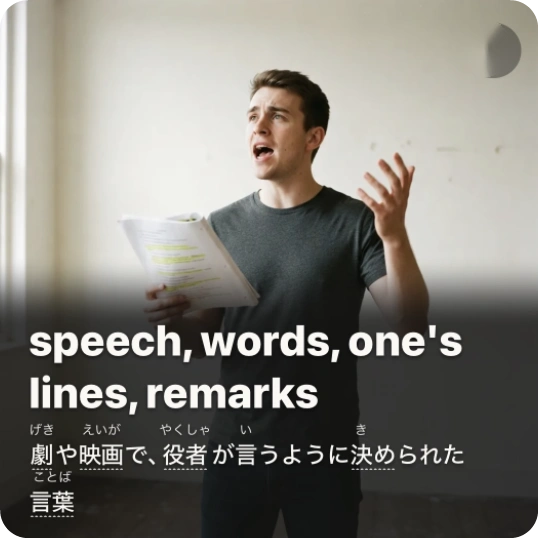 speech, words, one's
lines, remarks
げき えいが やくしゃ い き
劇や映画で、役者が言うように決められた
ことば
言葉